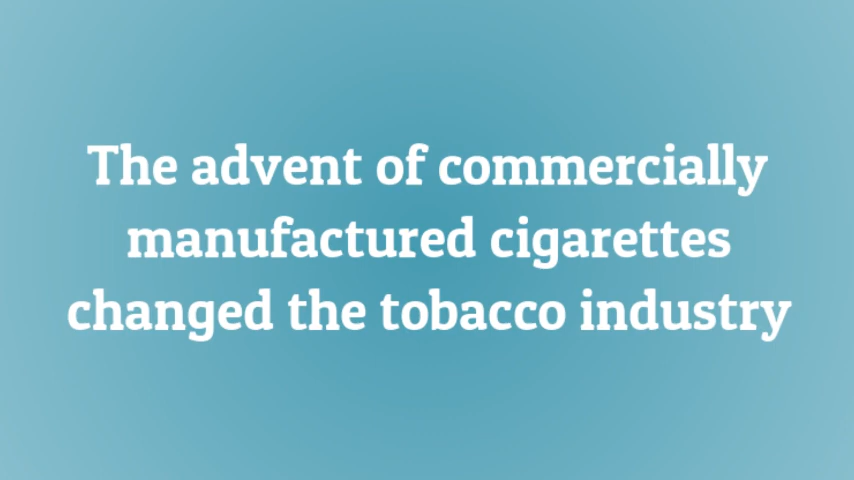 The advent of commercially
manufactured cigarettes
changed the tobacco industry